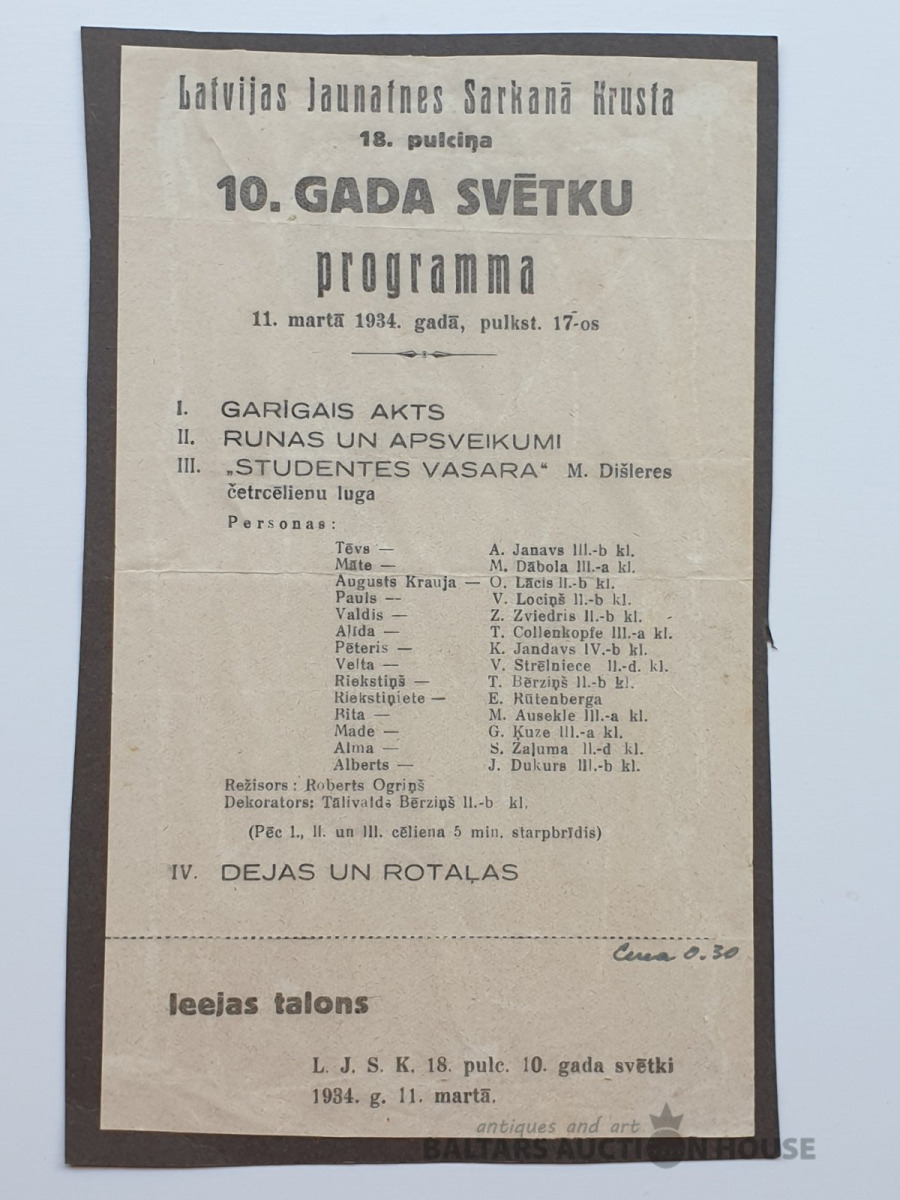 Latvijas Jaunatnes Sarkanā Krusta
18. pulciņa
10. GADA SVĒTKU
programma
11. martā 1934. gadā, pulkst. 17-os
I. GARĪGAIS AKTS
II. RUNAS UN APSVEIKUMI
III. „STUDENTES VASARA“ M. Dišleres
četrcēlienu luga
Personas:
Tēvs — A. Janavs III.-b kl.
Māte — M. Dābola III.-a kl.
Augusts Krauja — O. Lācis II.-b kl.
Pauls — V. Lociņš II.-b kl.
Valdis — Z. Zviedris II.-b kl.
Alīda — T. Collenkopfe III.-a kl.
Pēteris — K. Jandavs IV.-b kl.
Velta — V. Strēlniece II.-d. kl.
Riekstiņš — T. Bērziņš II.-b kl.
Riekstiņiete — E. Rūtenberga
Rita — M. Ausekle III.-a kl.
Made — G. Ķuze III.-a kl.
Alma — S. Žaļuma II.-d kl.
Alberts — J. Dukurs III.-b kl.
Režisors: Roberts Ogriņš
Dekorators: Tālivalds Bērziņš II.-b kl.
(Pēc I., II. un III. cēliena 5 min. starpbrīdis)
IV. DEJAS UN ROTAĻAS
Cena 0.30
Ieejas talons
L. J. S. K. 18. pulc. 10. gada svētki
1934. g. 11. martā.
antiques and art
BALTARS AUCTION HOUSE